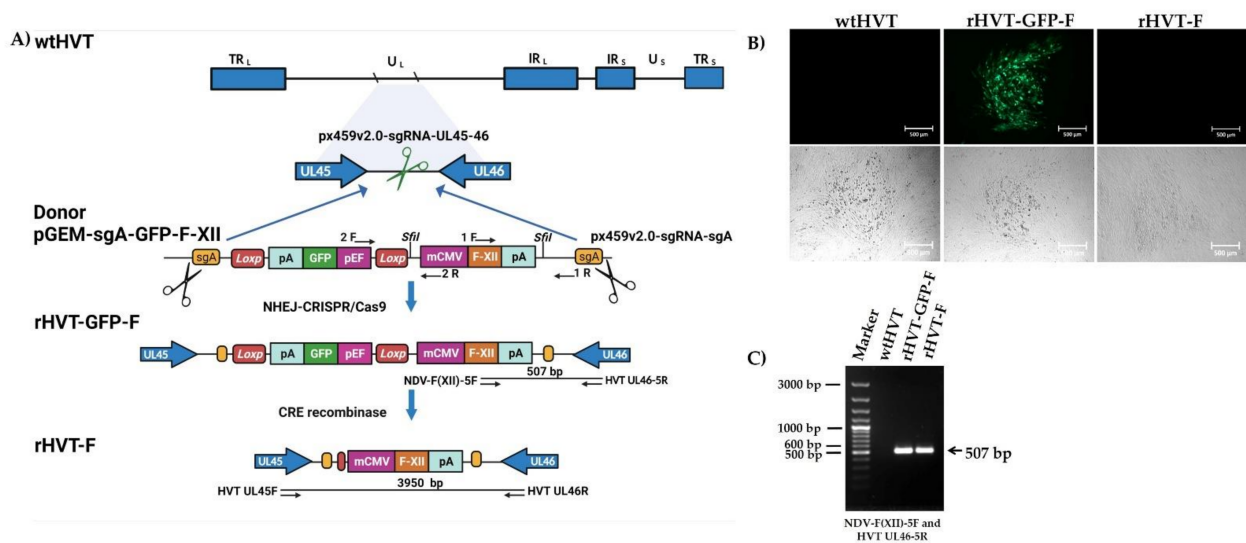 A)
wtHVT
TR L
U L
IR L
IR S
U S
TR S
px459v2.0-sgRNA-UL45-46
UL45
UL46
Donor
pGEM-sgA-GFP-F-XII
px459v2.0-sgRNA-sgA
2 F
SfiI
1 F
SfiI
sgA
Loxp
pA
GFP
pEF
Loxp
mCMV
F-XII
pA
sgA
2 R
1 R
NHEJ-CRISPR/Cas9
rHVT-GFP-F
UL45
Loxp
pA
GFP
pEF
Loxp
mCMV
F-XII
pA
UL46
507 bp
NDV-F(XII)-5F
HVT UL46-5R
CRE recombinase
rHVT-F
UL45
mCMV
F-XII
pA
UL46
3950 bp
HVT UL45F
HVT UL46R
B)
wtHVT
rHVT-GFP-F
rHVT-F
500 µm
500 µm
500 µm
500 µm
500 µm
500 µm
C)
Marker
wtHVT
rHVT-GFP-F
rHVT-F
3000 bp
1000 bp
600 bp
500 bp
507 bp
NDV-F(XII)-5F and
HVT UL46-5R